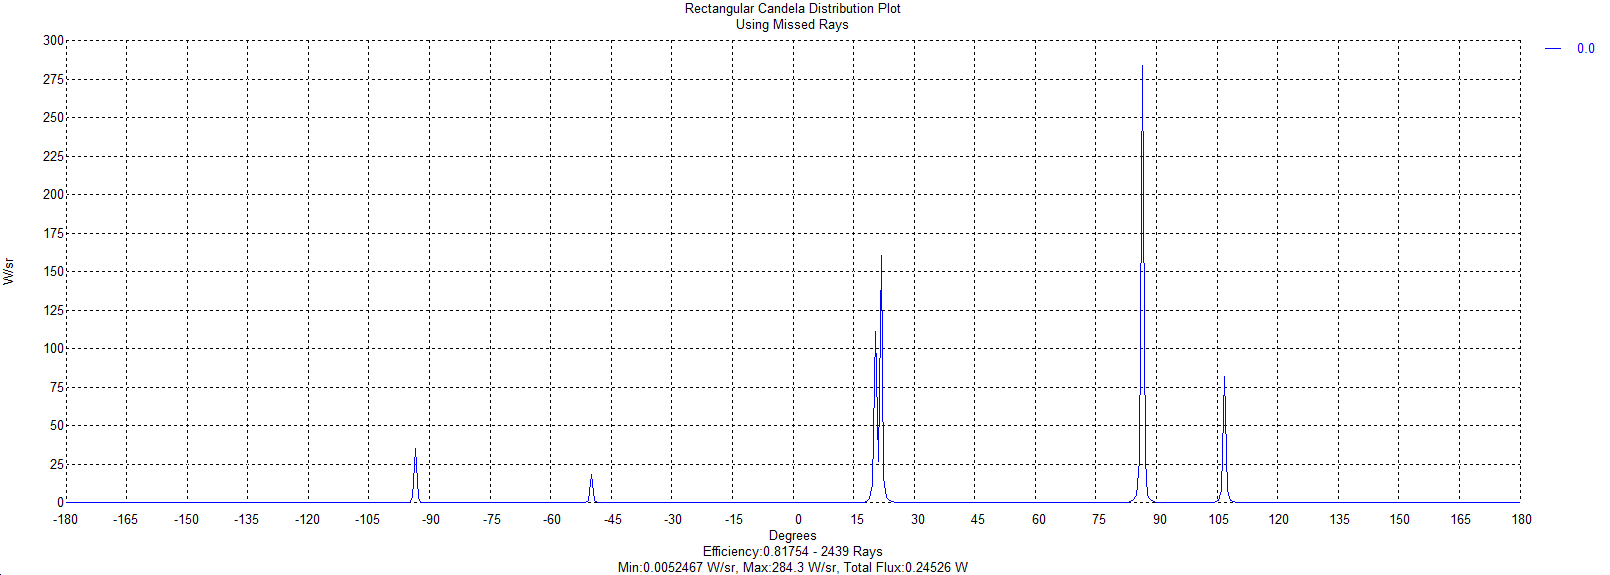 Rectangular Candela Distribution Plot
Using Missed Rays
0.0
300
275
250
225
200
175
150
125
100
75
50
25
0
W/sr
-180 -165 -150 -135 -120 -105 -90 -75 -60 -45 -30 -15 0 15 30 45 60 75 90 105 120 135 150 165 180
Degrees
Efficiency:0.81754 - 2439 Rays
Min:0.0052467 W/sr, Max:284.3 W/sr, Total Flux:0.24526 W